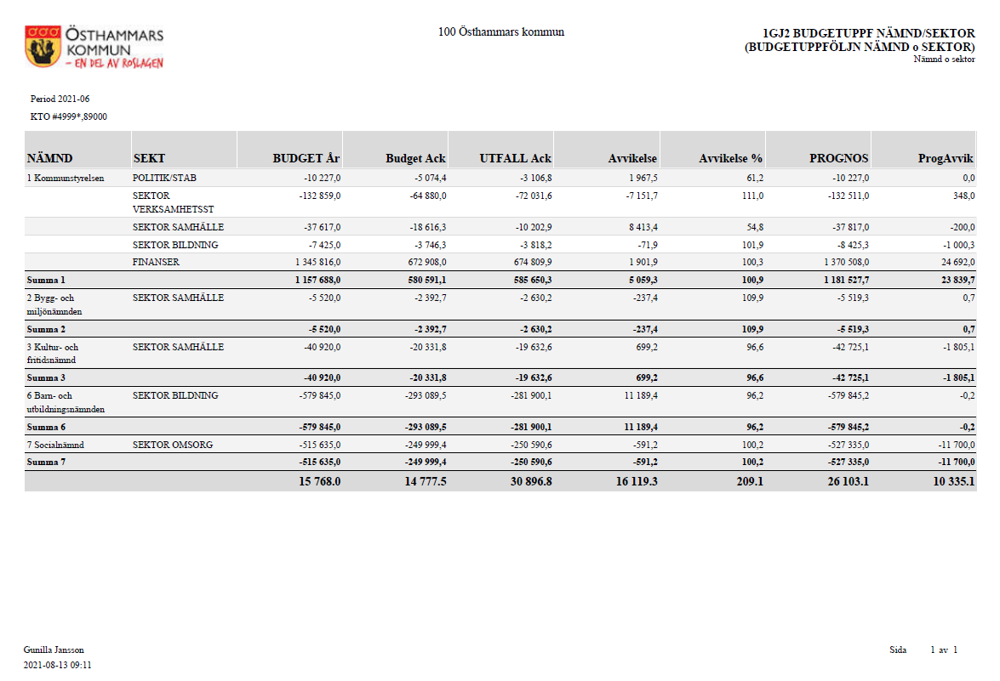 ÖSTHAMMARS
KOMMUN
– EN DEL AV ROSLAGEN
100 Östhammars kommun
1GJ2 BUDGETUPPF NÄMND/SEKTOR
(BUDGETUPPFÖLJN NÄMND o SEKTOR)
Nämnd o sektor
Period 2021-06
KTO #4999*,89000
NÄMND SEKT BUDGET År Budget Ack UTFALL Ack Avvikelse Avvikelse % PROGNOS ProgAvvik
1 Kommunstyrelsen POLITIK/STAB -10 227,0 -5 074,4 -3 106,8 1 967,5 61,2 -10 227,0 0,0
SEKTOR -132 859,0 -64 880,0 -72 031,6 -7 151,7 111,0 -132 511,0 348,0
VERKSAMHETSST
SEKTOR SAMHÄLLE -37 617,0 -18 616,3 -10 202,9 8 413,4 54,8 -37 817,0 -200,0
SEKTOR BILDNING -7 425,0 -3 746,3 -3 818,2 -71,9 101,9 -8 425,3 -1 000,3
FINANSER 1 345 816,0 672 908,0 674 809,9 1 901,9 100,3 1 370 508,0 24 692,0
Summa 1 1 157 688,0 580 591,1 585 650,3 5 059,3 100,9 1 181 527,7 23 839,7
2 Bygg- och SEKTOR SAMHÄLLE -5 520,0 -2 392,7 -2 630,2 -237,4 109,9 -5 519,3 0,7
miljönämnden
Summa 2 -5 520,0 -2 392,7 -2 630,2 -237,4 109,9 -5 519,3 0,7
3 Kultur- och SEKTOR SAMHÄLLE -40 920,0 -20 331,8 -19 632,6 699,2 96,6 -42 725,1 -1 805,1
fritidsnämnd
Summa 3 -40 920,0 -20 331,8 -19 632,6 699,2 96,6 -42 725,1 -1 805,1
6 Barn- och SEKTOR BILDNING -579 845,0 -293 089,5 -281 900,1 11 189,4 96,2 -579 845,2 -0,2
utbildningsnämnden
Summa 6 -579 845,0 -293 089,5 -281 900,1 11 189,4 96,2 -579 845,2 -0,2
7 Socialnämnd SEKTOR OMSORG -515 635,0 -249 999,4 -250 590,6 -591,2 100,2 -527 335,0 -11 700,0
Summa 7 -515 635,0 -249 999,4 -250 590,6 -591,2 100,2 -527 335,0 -11 700,0
15 768.0 14 777.5 30 896.8 16 119.3 209.1 26 103.1 10 335.1
Gunilla Jansson Sida 1 av 1
2021-08-13 09:11